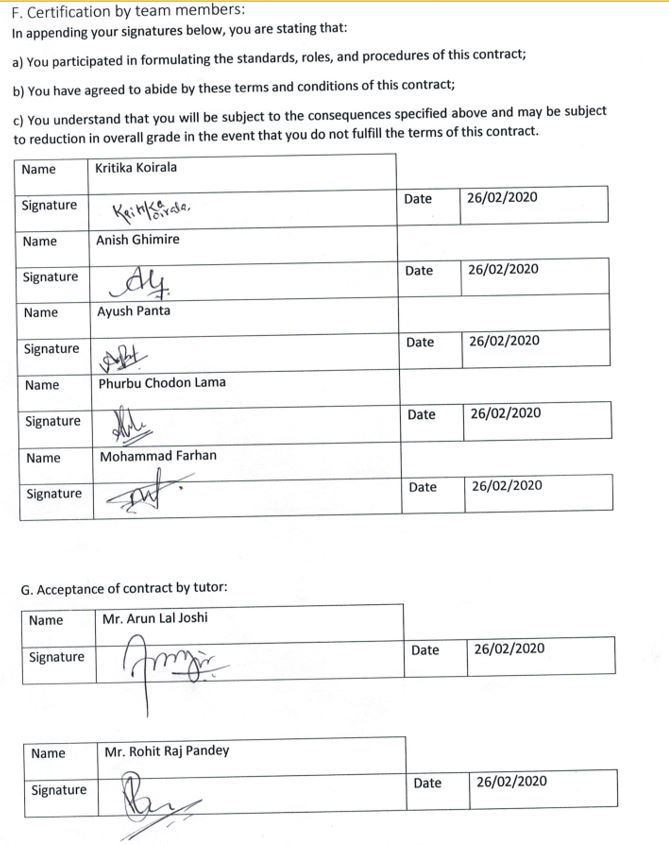 F. Certification by team members:
In appending your signatures below, you are stating that:
a) You participated in formulating the standards, roles, and procedures of this contract;
b) You have agreed to abide by these terms and conditions of this contract;
c) You understand that you will be subject to the consequences specified above and may be subject
to reduction in overall grade in the event that you do not fulfill the terms of this contract.
Name Kritika Koirala
Signature Kritika Koirala. Date 26/02/2020
Name Anish Ghimire
Signature Date 26/02/2020
Name Ayush Panta
Signature Date 26/02/2020
Name Phurbu Chodon Lama
Signature Date 26/02/2020
Name Mohammad Farhan
Signature Date 26/02/2020
G. Acceptance of contract by tutor:
Name Mr. Arun Lal Joshi
Signature Date 26/02/2020
Name Mr. Rohit Raj Pandey
Signature Date 26/02/2020